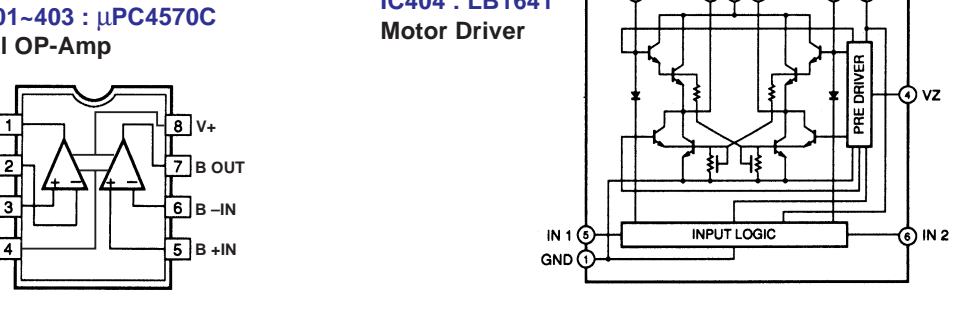 01~403 : µPC4570C
l OP-Amp
1
2
3
4
8 V+
7 B OUT
6 B –IN
5 B +IN
+ –
+ –
IC404 : LB1641
Motor Driver
PRE DRIVER
4 VZ
IN 1 5
INPUT LOGIC
6 IN 2
GND 1